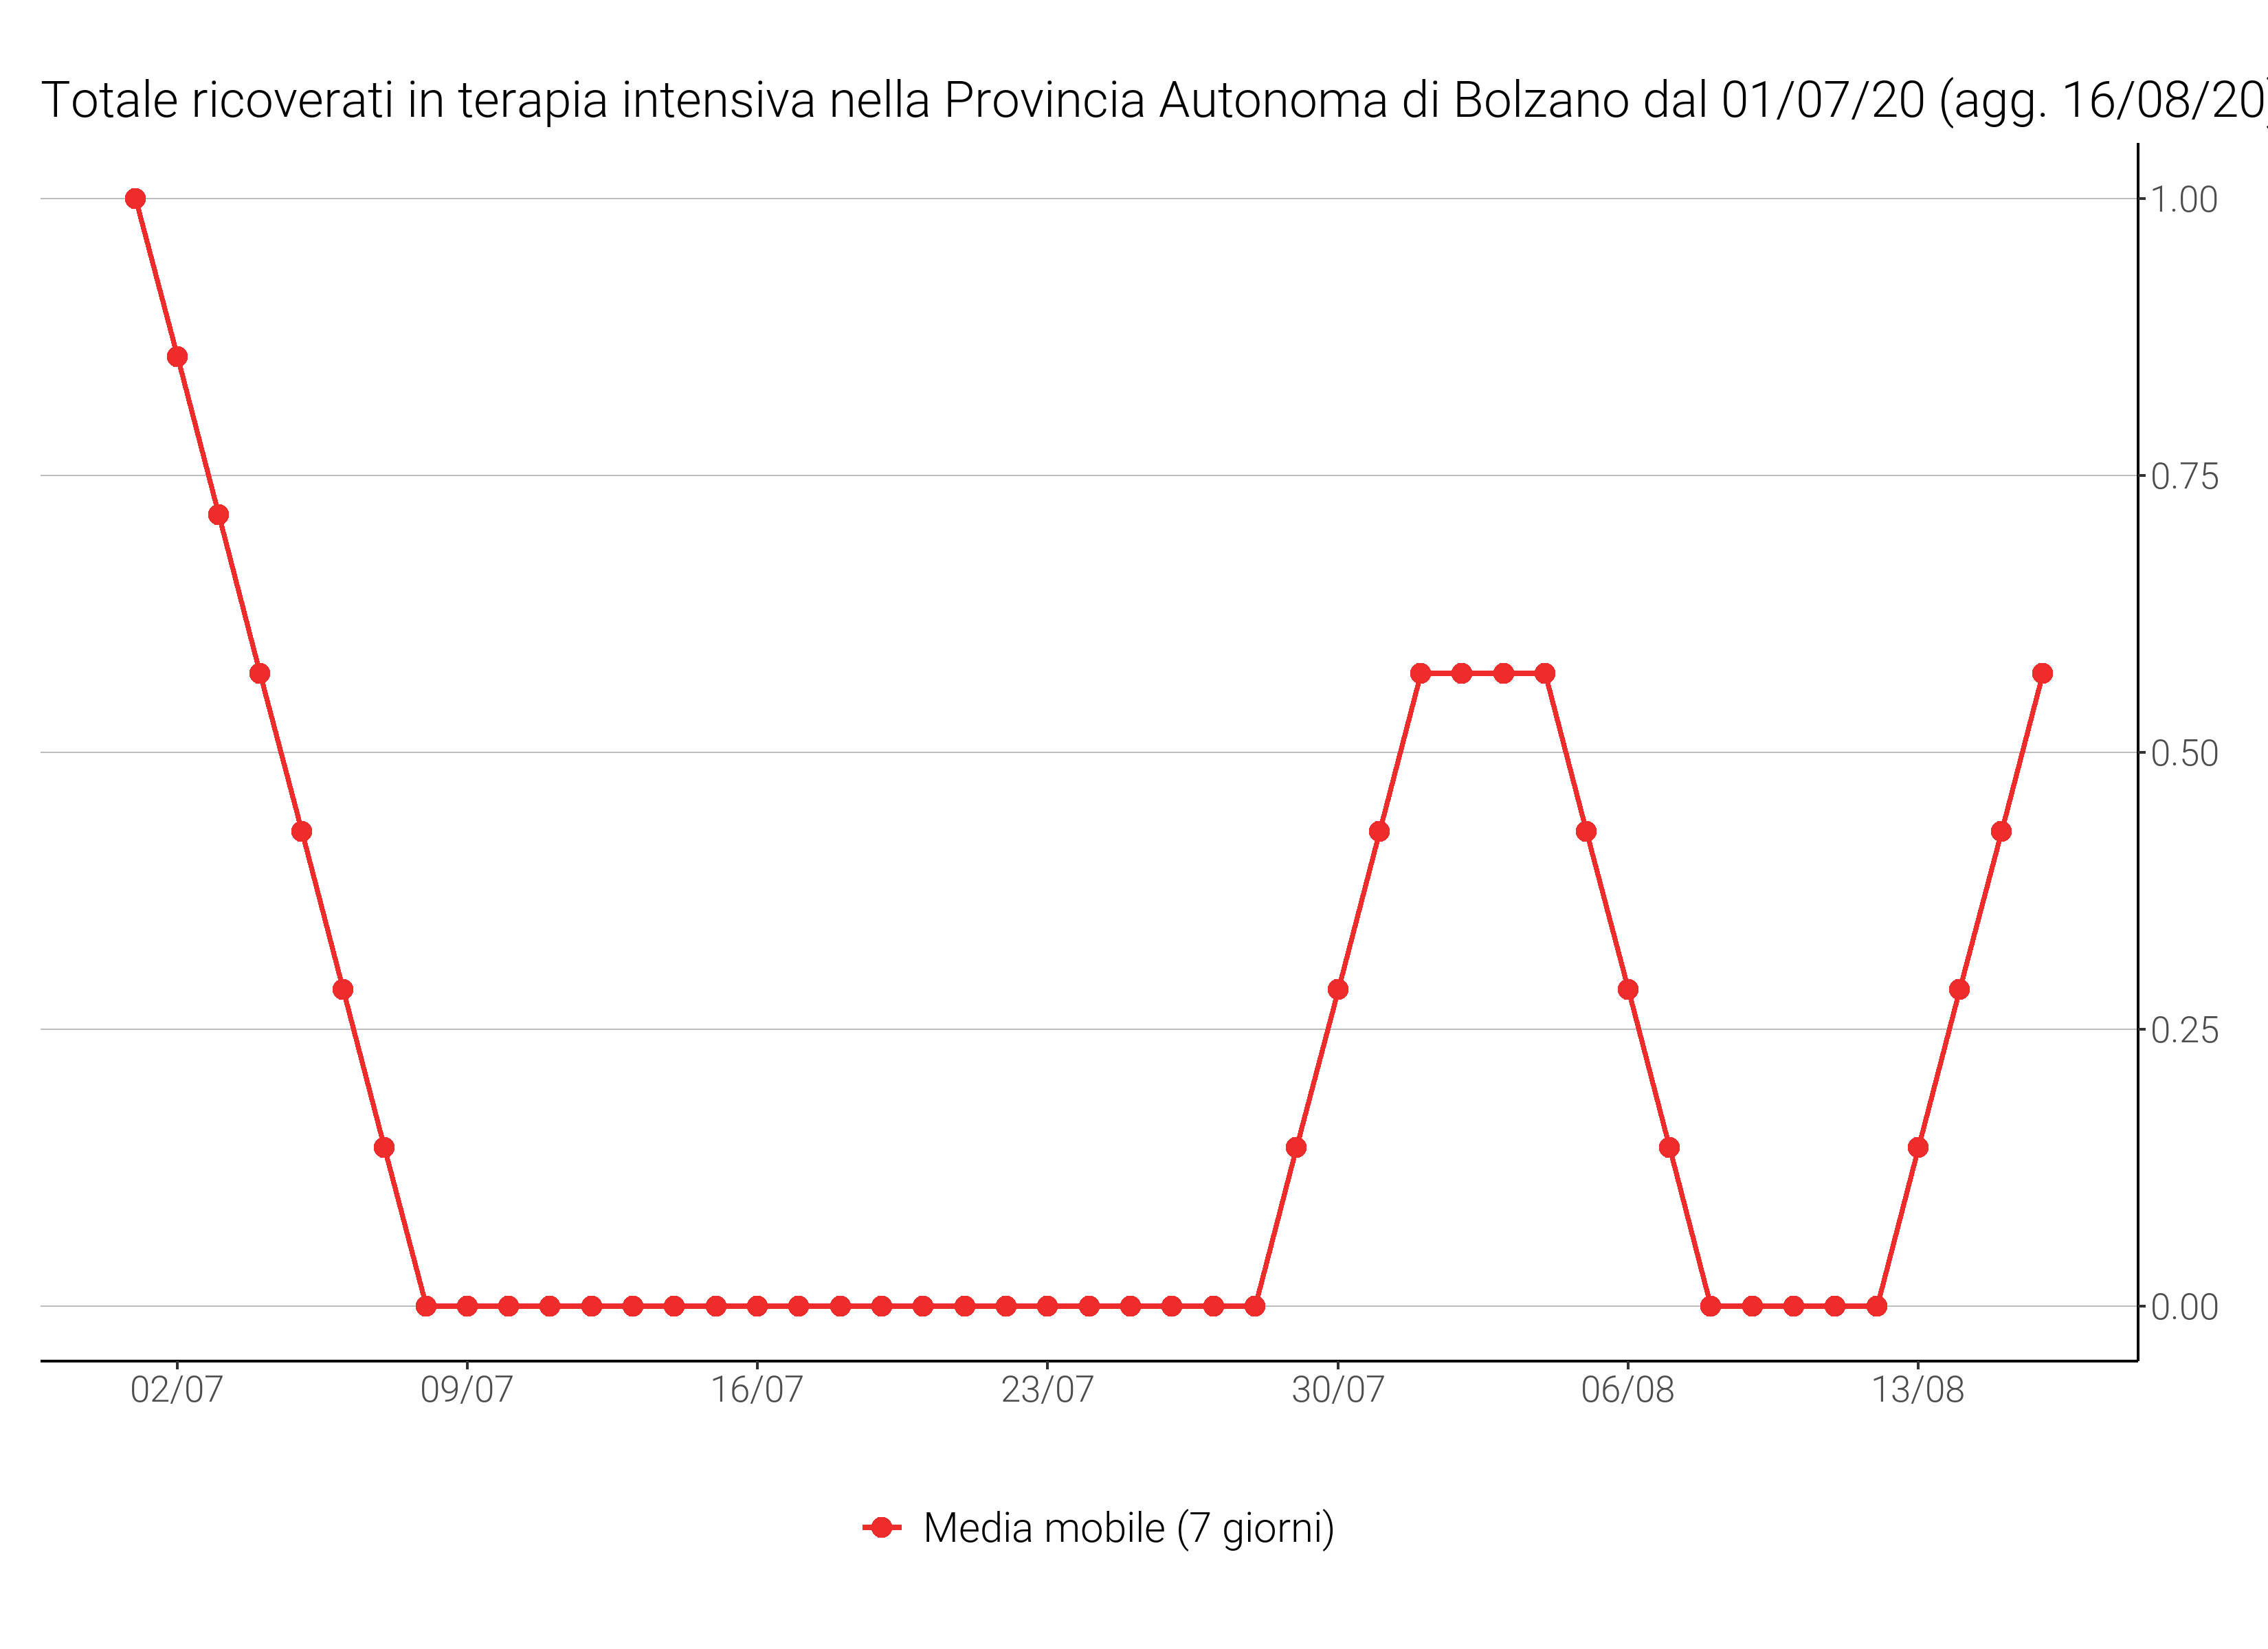 Totale ricoverati in terapia intensiva nella Provincia Autonoma di Bolzano dal 01/07/20 (agg. 16/08/20)
1.00
0.75
0.50
0.25
0.00
02/07 09/07 16/07 23/07 30/07 06/08 13/08
Media mobile (7 giorni)